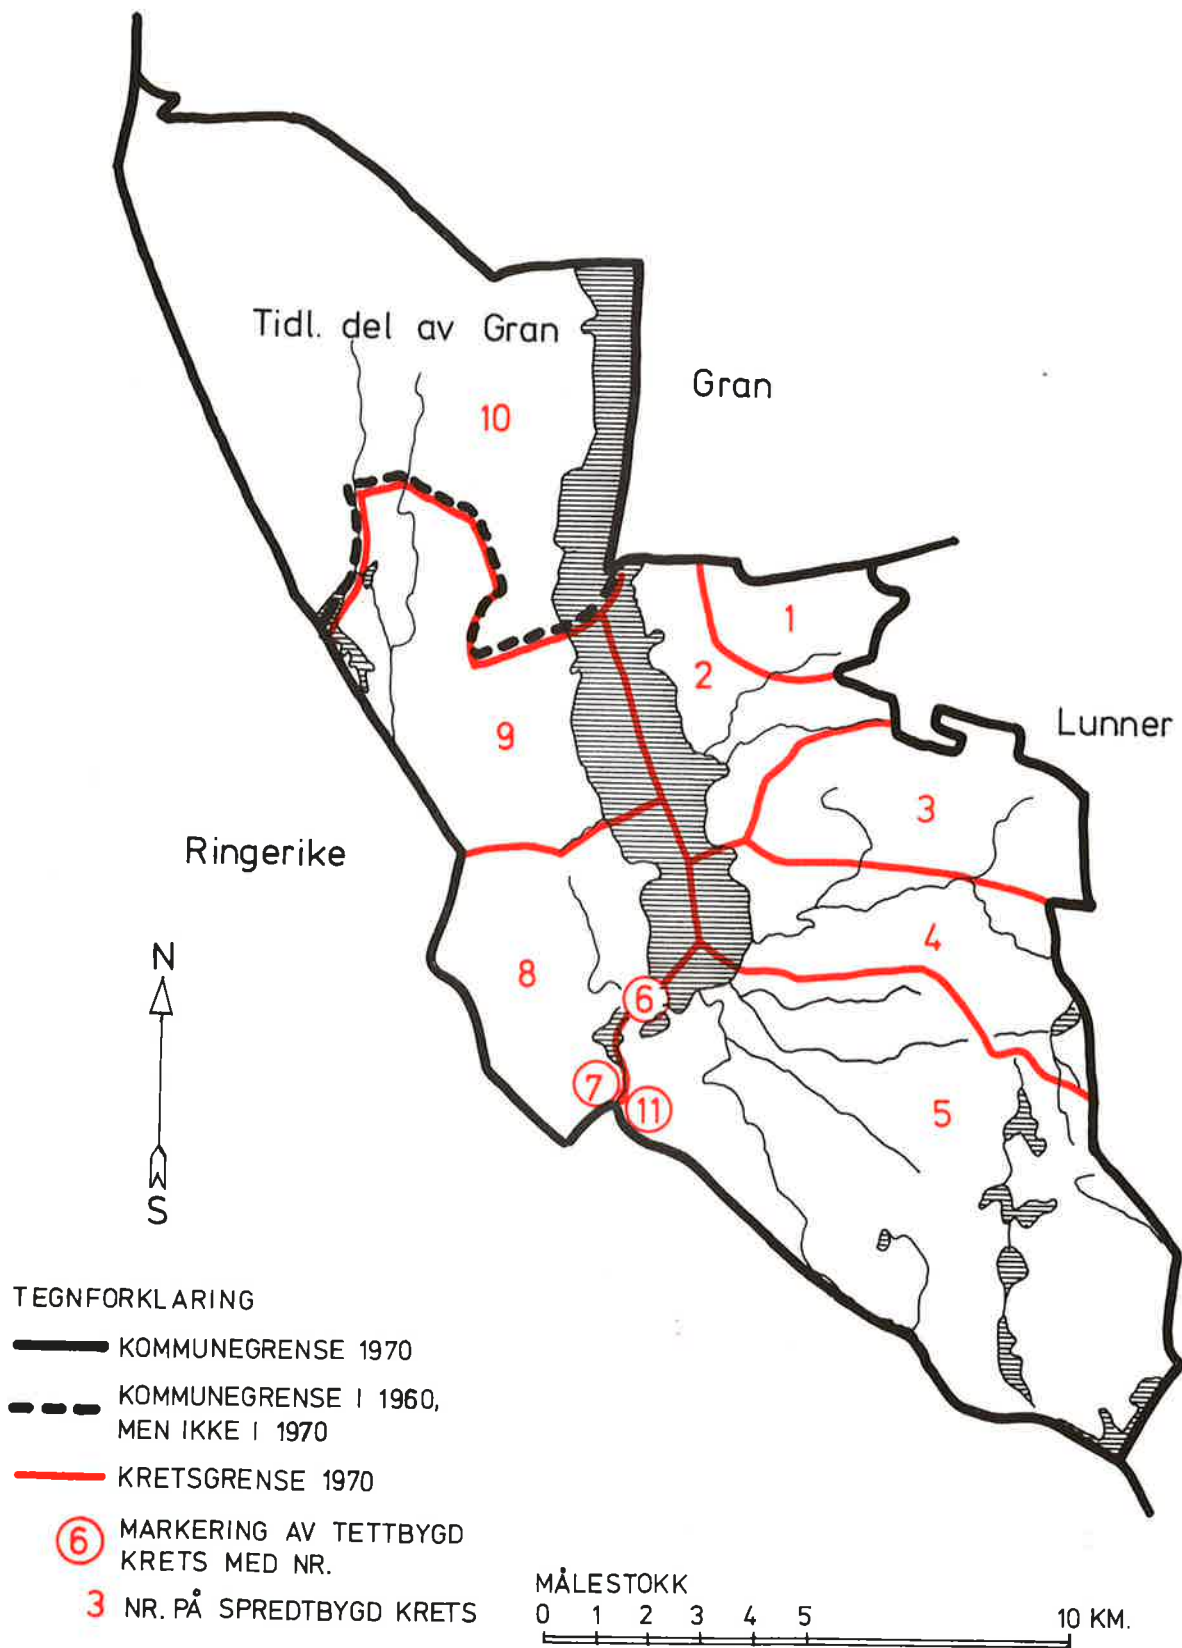 Tidl. del av Gran
Gran
10
1
2
9
Lunner
3
Ringerike
4
N
8
6
7
11
5
S
TEGNFORKLARING
KOMMUNEGRENSE 1970
KOMMUNEGRENSE I 1960,
MEN IKKE I 1970
KRETSGRENSE 1970
6 MARKERING AV TETTBYGD
KRETS MED NR.
3 NR. PÅ SPREDTBYGD KRETS
MÅLESTOKK
0 1 2 3 4 5 10 KM.